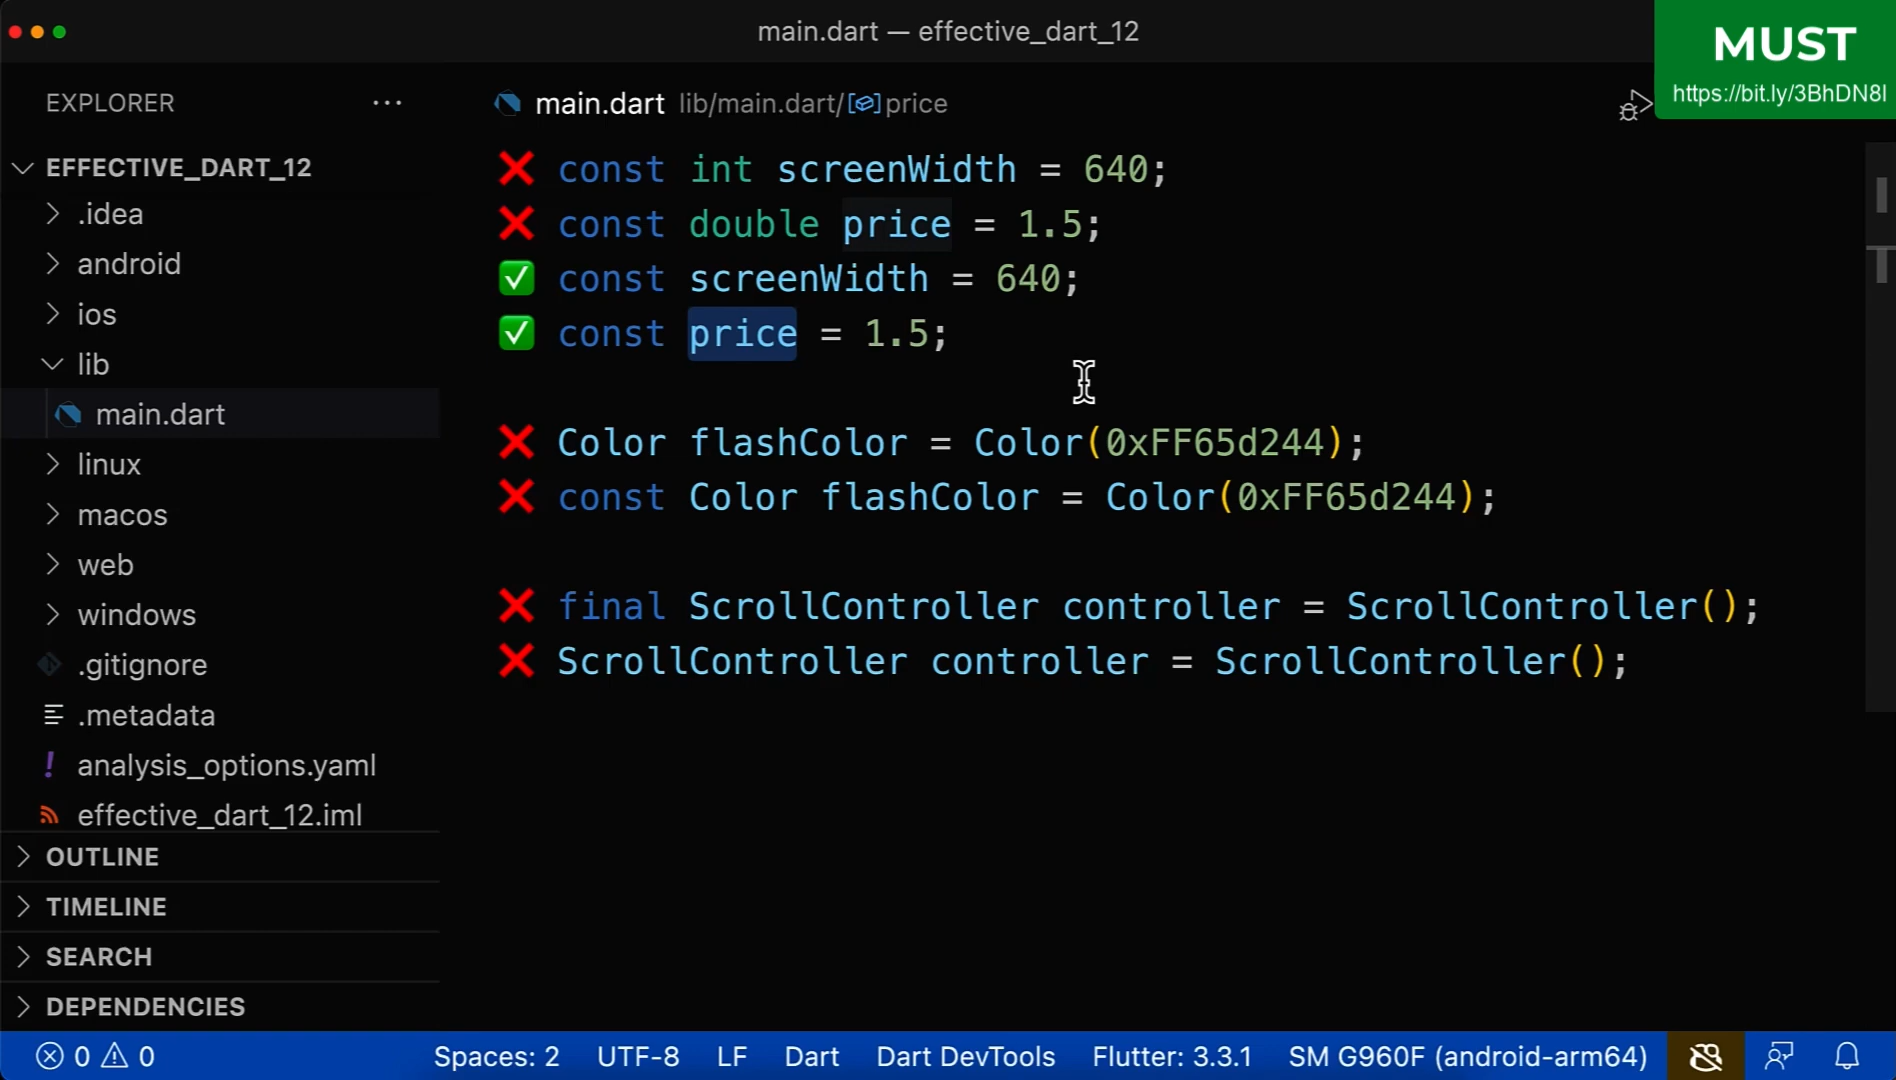 main.dart — effective_dart_12
MUST
https://bit.ly/3BhDN8I
EXPLORER
main.dart lib/main.dart/ price
EFFECTIVE_DART_12
.idea
android
ios
lib
main.dart
linux
macos
web
windows
.gitignore
.metadata
analysis_options.yaml
effective_dart_12.iml
OUTLINE
TIMELINE
SEARCH
DEPENDENCIES
❌ const int screenWidth = 640;
❌ const double price = 1.5;
✅ const screenWidth = 640;
✅ const price = 1.5;
❌ Color flashColor = Color(0xFF65d244);
❌ const Color flashColor = Color(0xFF65d244);
❌ final ScrollController controller = ScrollController();
❌ ScrollController controller = ScrollController();
0 0 Spaces: 2 UTF-8 LF Dart Dart DevTools Flutter: 3.3.1 SM G960F (android-arm64)